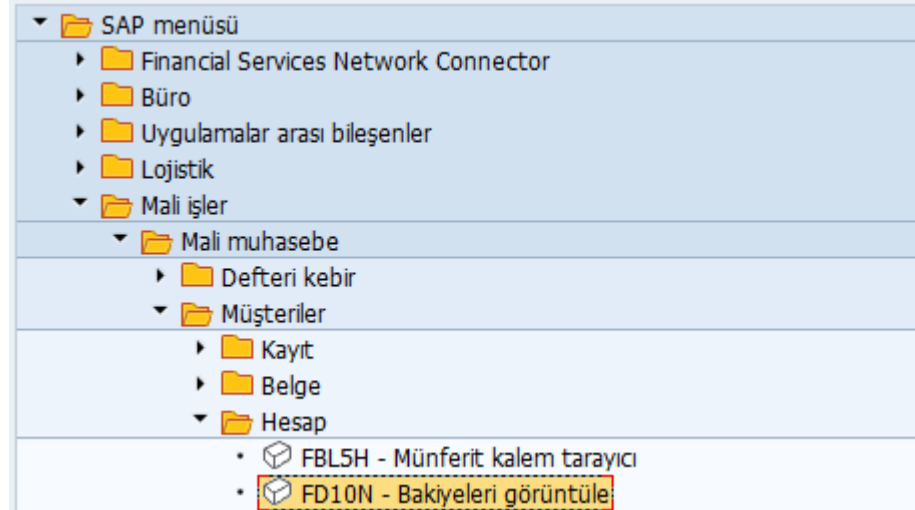 SAP menüsü
Financial Services Network Connector
Büro
Uygulamalar arası bileşenler
Lojistik
Mali işler
Mali muhasebe
Defteri kebir
Müşteriler
Kayıt
Belge
Hesap
FBL5H - Münferit kalem tarayıcı
FD10N - Bakiyeleri görüntüle